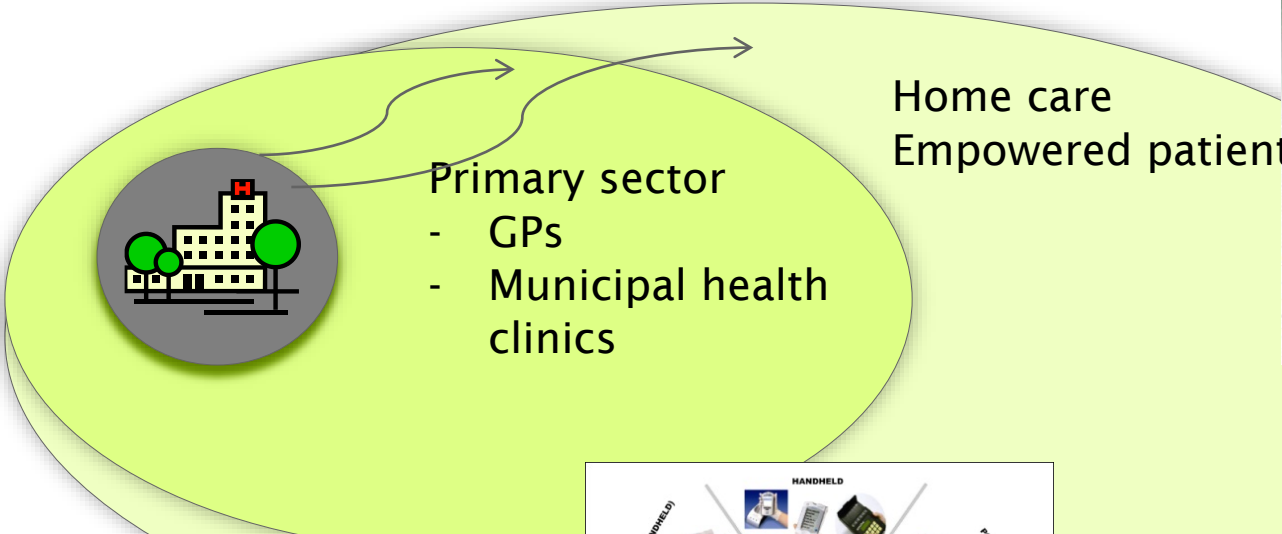 Home care
Empowered patient
H
Primary sector
- GPs
- Municipal health
clinics
HANDHELD